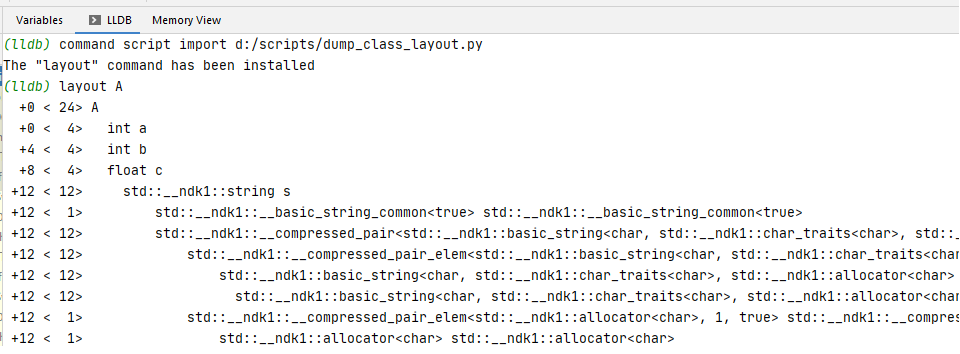 Variables LLDB Memory View
(lldb) command script import d:/scripts/dump_class_layout.py
The "layout" command has been installed
(lldb) layout A
+0 < 24> A
+0 <  4>   int a
+4 <  4>   int b
+8 <  4>   float c
+12 < 12>     std::__ndk1::string s
+12 <  1>         std::__ndk1::__basic_string_common<true> std::__ndk1::__basic_string_common<true>
+12 < 12>         std::__ndk1::__compressed_pair<std::__ndk1::basic_string<char, std::__ndk1::char_traits<char>, std::__
+12 < 12>             std::__ndk1::__compressed_pair_elem<std::__ndk1::basic_string<char, std::__ndk1::char_traits<char
+12 < 12>                 std::__ndk1::basic_string<char, std::__ndk1::char_traits<char>, std::__ndk1::allocator<char>
+12 < 12>                   std::__ndk1::basic_string<char, std::__ndk1::char_traits<char>, std::__ndk1::allocator<char
+12 <  1>             std::__ndk1::__compressed_pair_elem<std::__ndk1::allocator<char>, 1, true> std::__ndk1::__compres
+12 <  1>                 std::__ndk1::allocator<char> std::__ndk1::allocator<char>